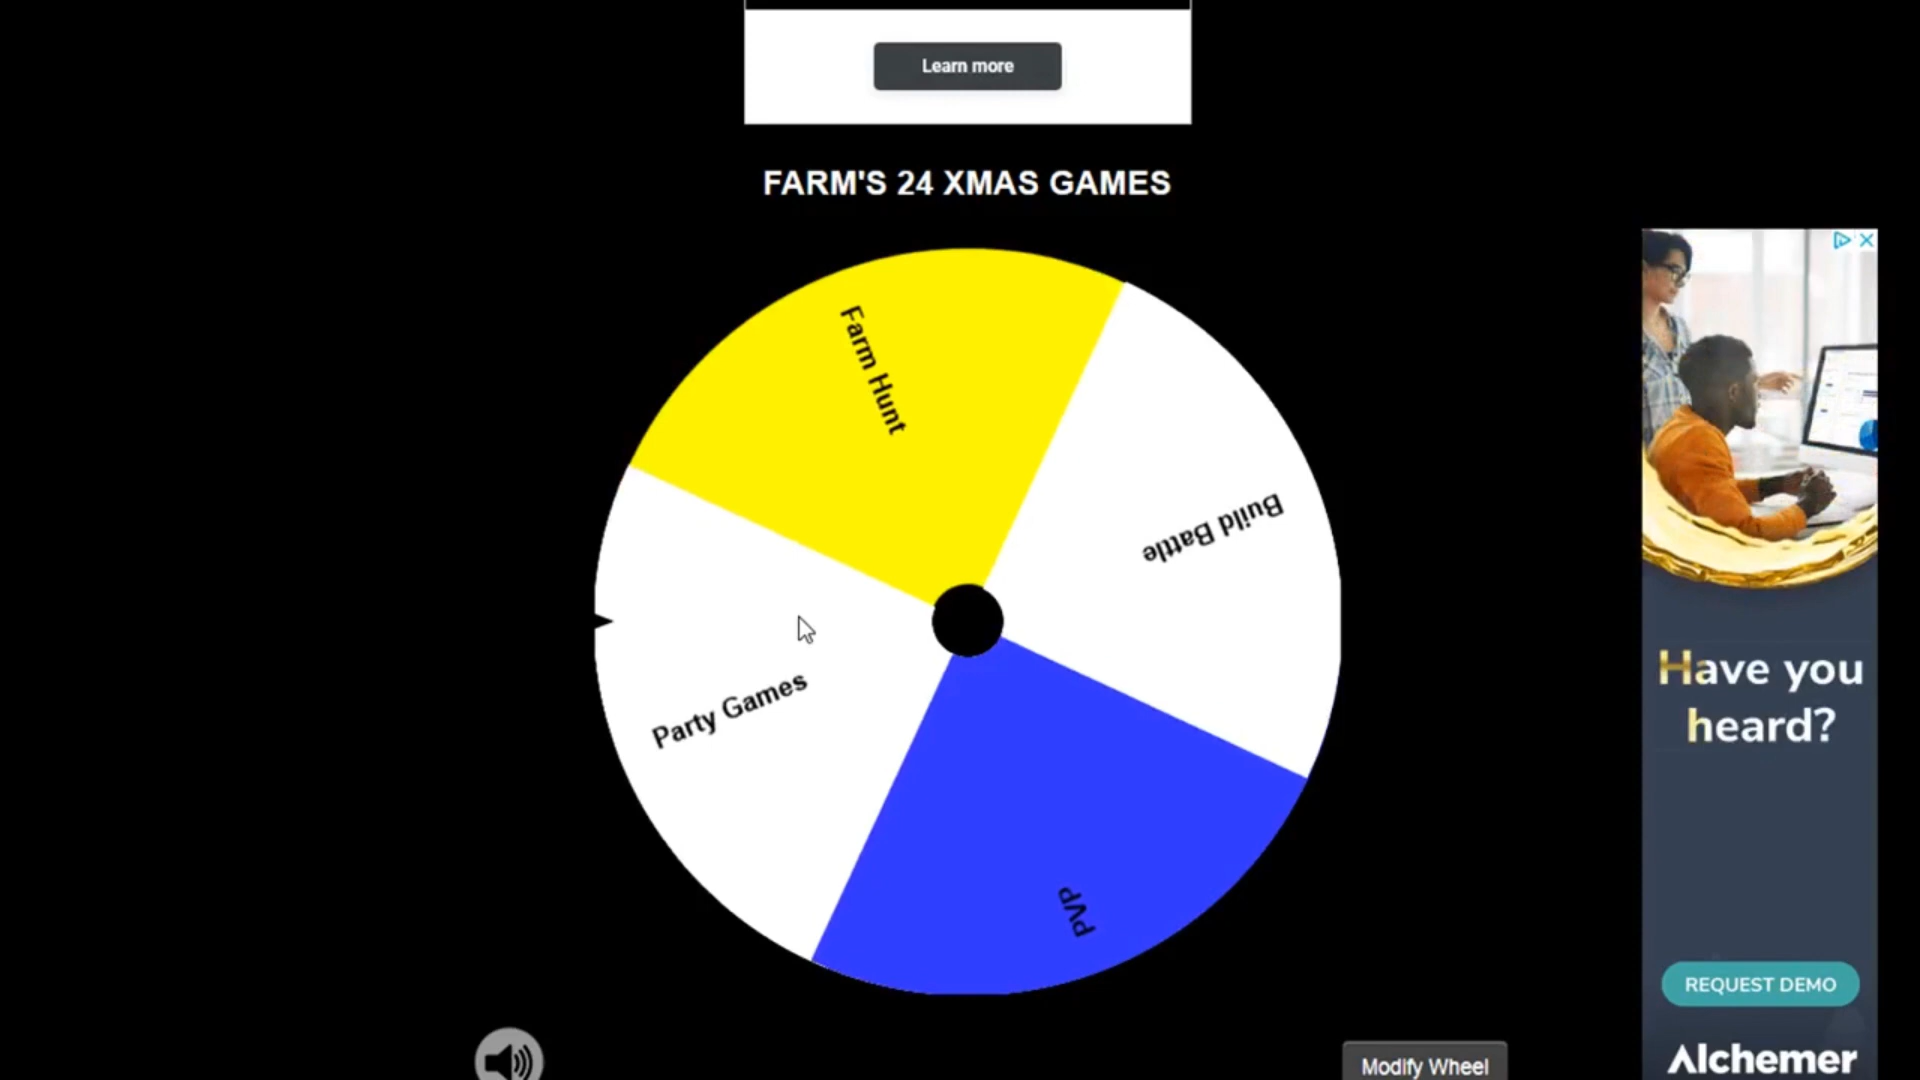 Learn more
FARM'S 24 XMAS GAMES
Farm Hunt
Build Battle
Party Games
PVP
Have you
heard?
REQUEST DEMO
Alchemer
Modify Wheel